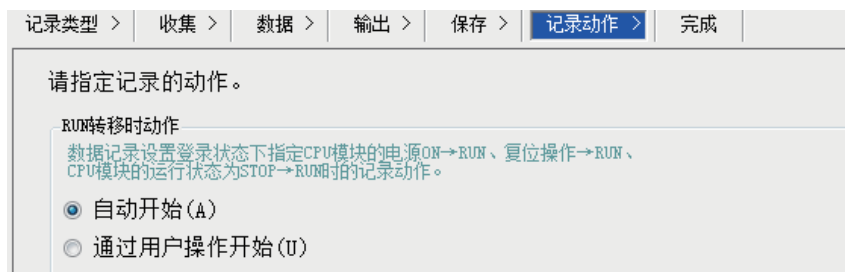 记录类型 > 收集 > 数据 > 输出 > 保存 > 记录动作 > 完成
请指定记录的动作。
RUN转移时动作
数据记录设置登录状态下指定CPU模块的电源ON→RUN、复位操作→RUN、
CPU模块的运行状态为STOP→RUN时的记录动作。
自动开始(A)
通过用户操作开始(U)